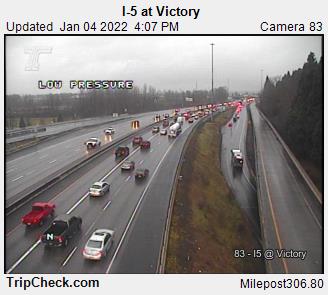 I-5 at Victory
Updated Jan 04 2022 4:07 PM
Camera 83
LOW PRESSURE
N
83 - I5 @ Victory
TripCheck.com
Milepost306.80